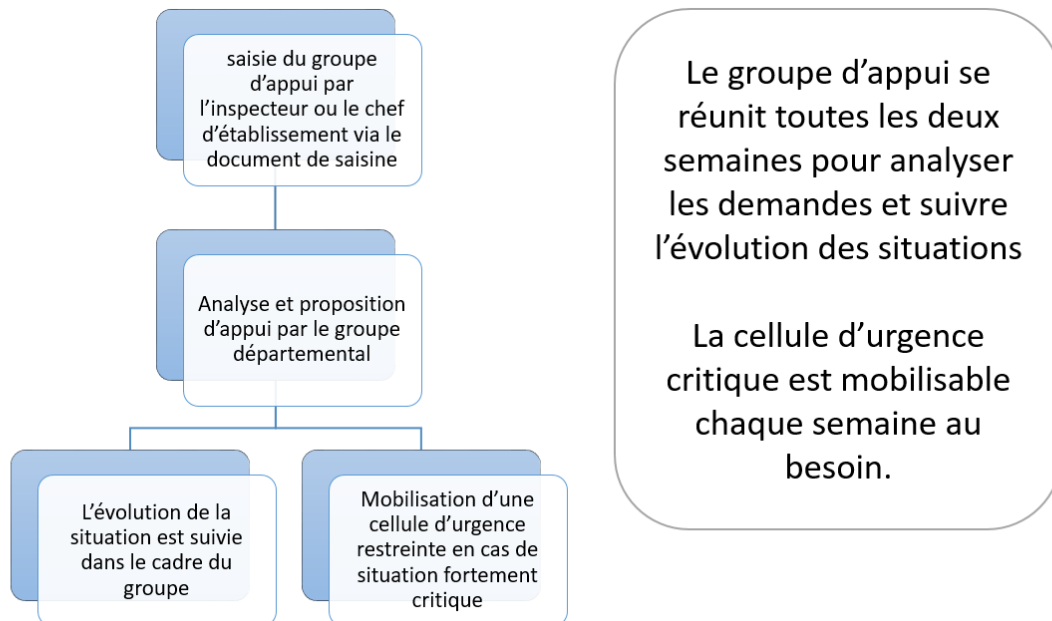 saisie du groupe
d’appui par
l’inspecteur ou le chef
d’établissement via le
document de saisine
Analyse et proposition
d’appui par le groupe
départemental
L’évolution de la
situation est suivie
dans le cadre du
groupe
Mobilisation d’une
cellule d’urgence
restreinte en cas de
situation fortement
critique
Le groupe d’appui se
réunit toutes les deux
semaines pour analyser
les demandes et suivre
l’évolution des situations
La cellule d’urgence
critique est mobilisable
chaque semaine au
besoin.